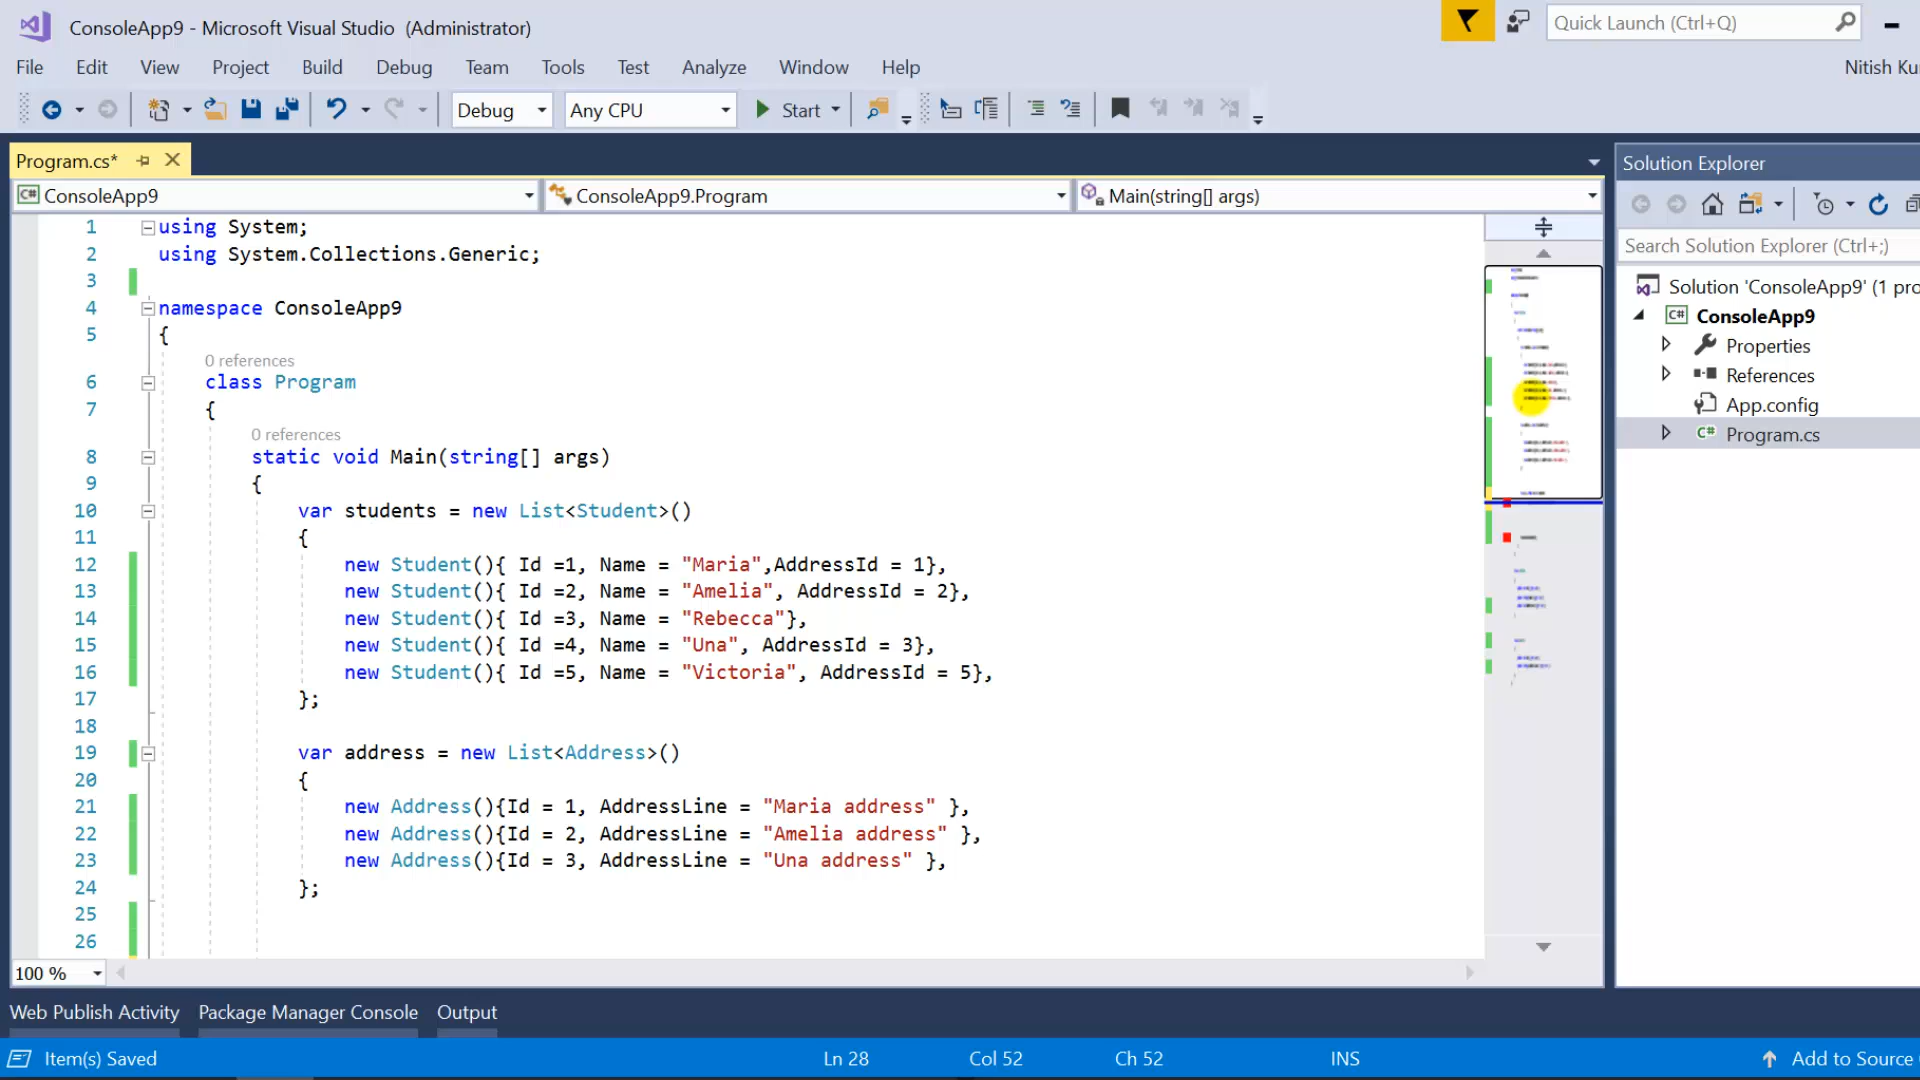 ConsoleApp9 - Microsoft Visual Studio (Administrator)
Quick Launch (Ctrl+Q)
File Edit View Project Build Debug Team Tools Test Analyze Window Help
Nitish Ku
Debug Any CPU Start
Program.cs*
ConsoleApp9 ConsoleApp9.Program Main(string[] args)
1 using System;
2 using System.Collections.Generic;
3
4 namespace ConsoleApp9
5 {
0 references
6 class Program
7 {
0 references
8 static void Main(string[] args)
9 {
10 var students = new List<Student>()
11 {
12 new Student(){ Id =1, Name = "Maria",AddressId = 1},
13 new Student(){ Id =2, Name = "Amelia", AddressId = 2},
14 new Student(){ Id =3, Name = "Rebecca"},
15 new Student(){ Id =4, Name = "Una", AddressId = 3},
16 new Student(){ Id =5, Name = "Victoria", AddressId = 5},
17 };
18
19 var address = new List<Address>()
20 {
21 new Address(){Id = 1, AddressLine = "Maria address" },
22 new Address(){Id = 2, AddressLine = "Amelia address" },
23 new Address(){Id = 3, AddressLine = "Una address" },
24 };
25
26
100 %
Solution Explorer
Search Solution Explorer (Ctrl+;)
Solution 'ConsoleApp9' (1 pro
C# ConsoleApp9
Properties
References
App.config
C# Program.cs
Web Publish Activity Package Manager Console Output
Item(s) Saved Ln 28 Col 52 Ch 52 INS Add to Source